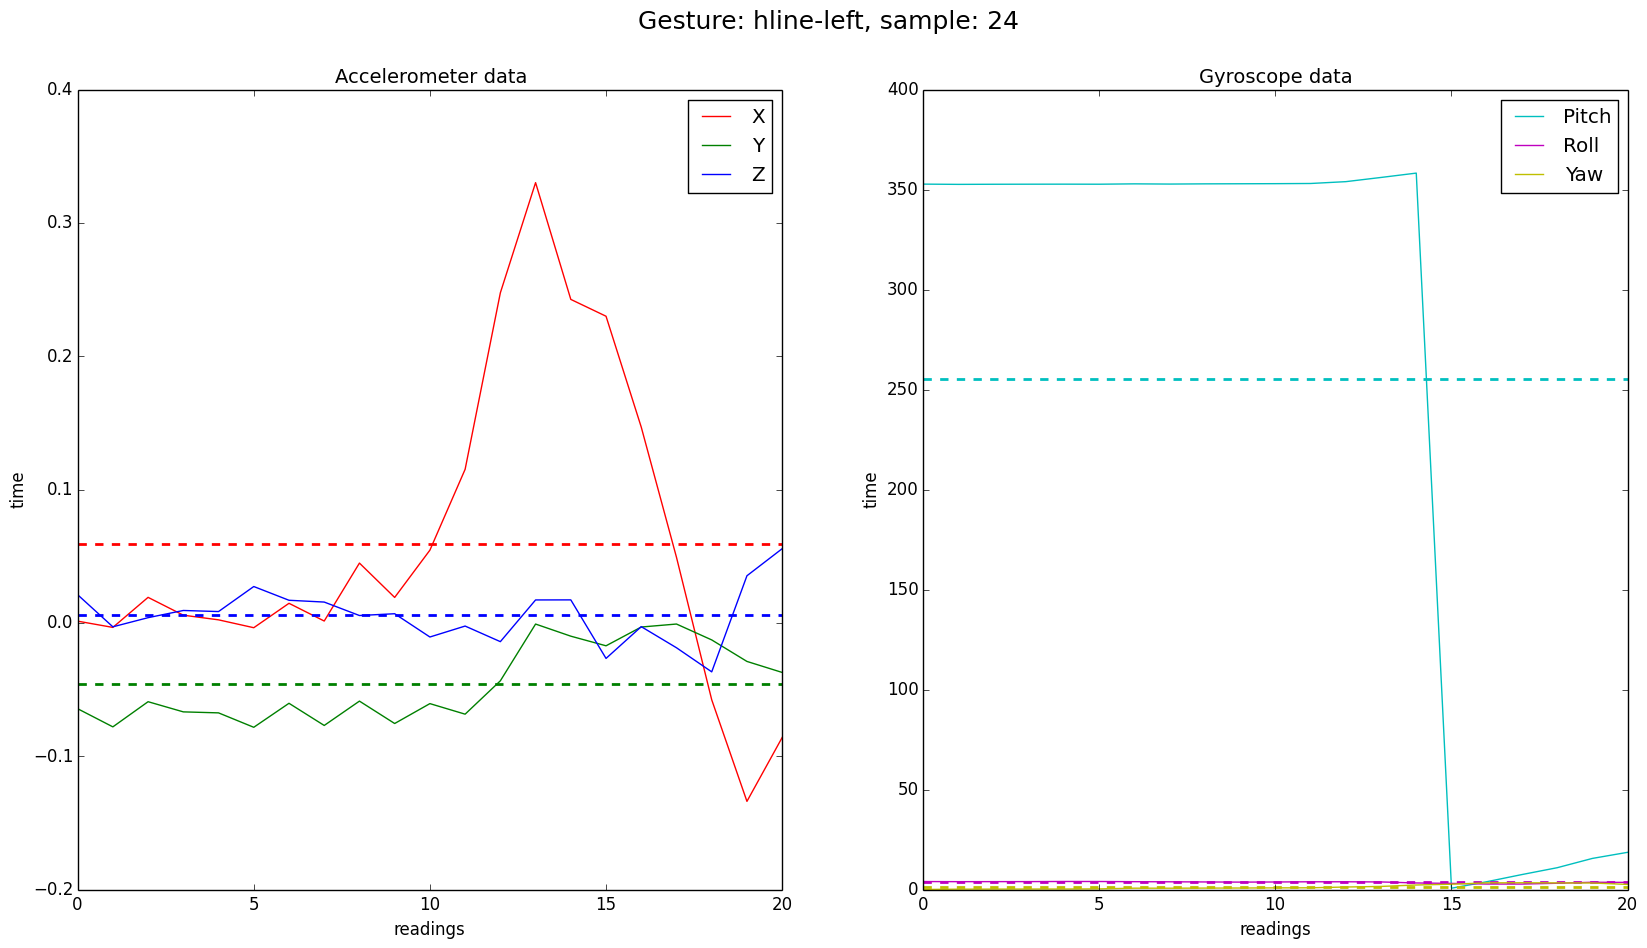 Gesture: hline-left, sample: 24
Accelerometer data
0.4
0.3
0.2
0.1
0.0
−0.1
−0.2
time
0
5
10
15
20
readings
X
Y
Z
Gyroscope data
400
350
300
250
200
150
100
50
0
time
0
5
10
15
20
readings
Pitch
Roll
Yaw